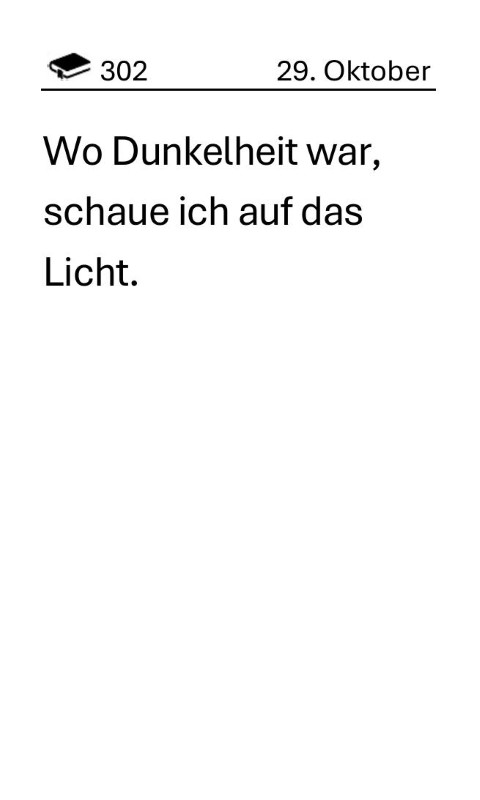 302 29. Oktober
Wo Dunkelheit war,
schaue ich auf das
Licht.